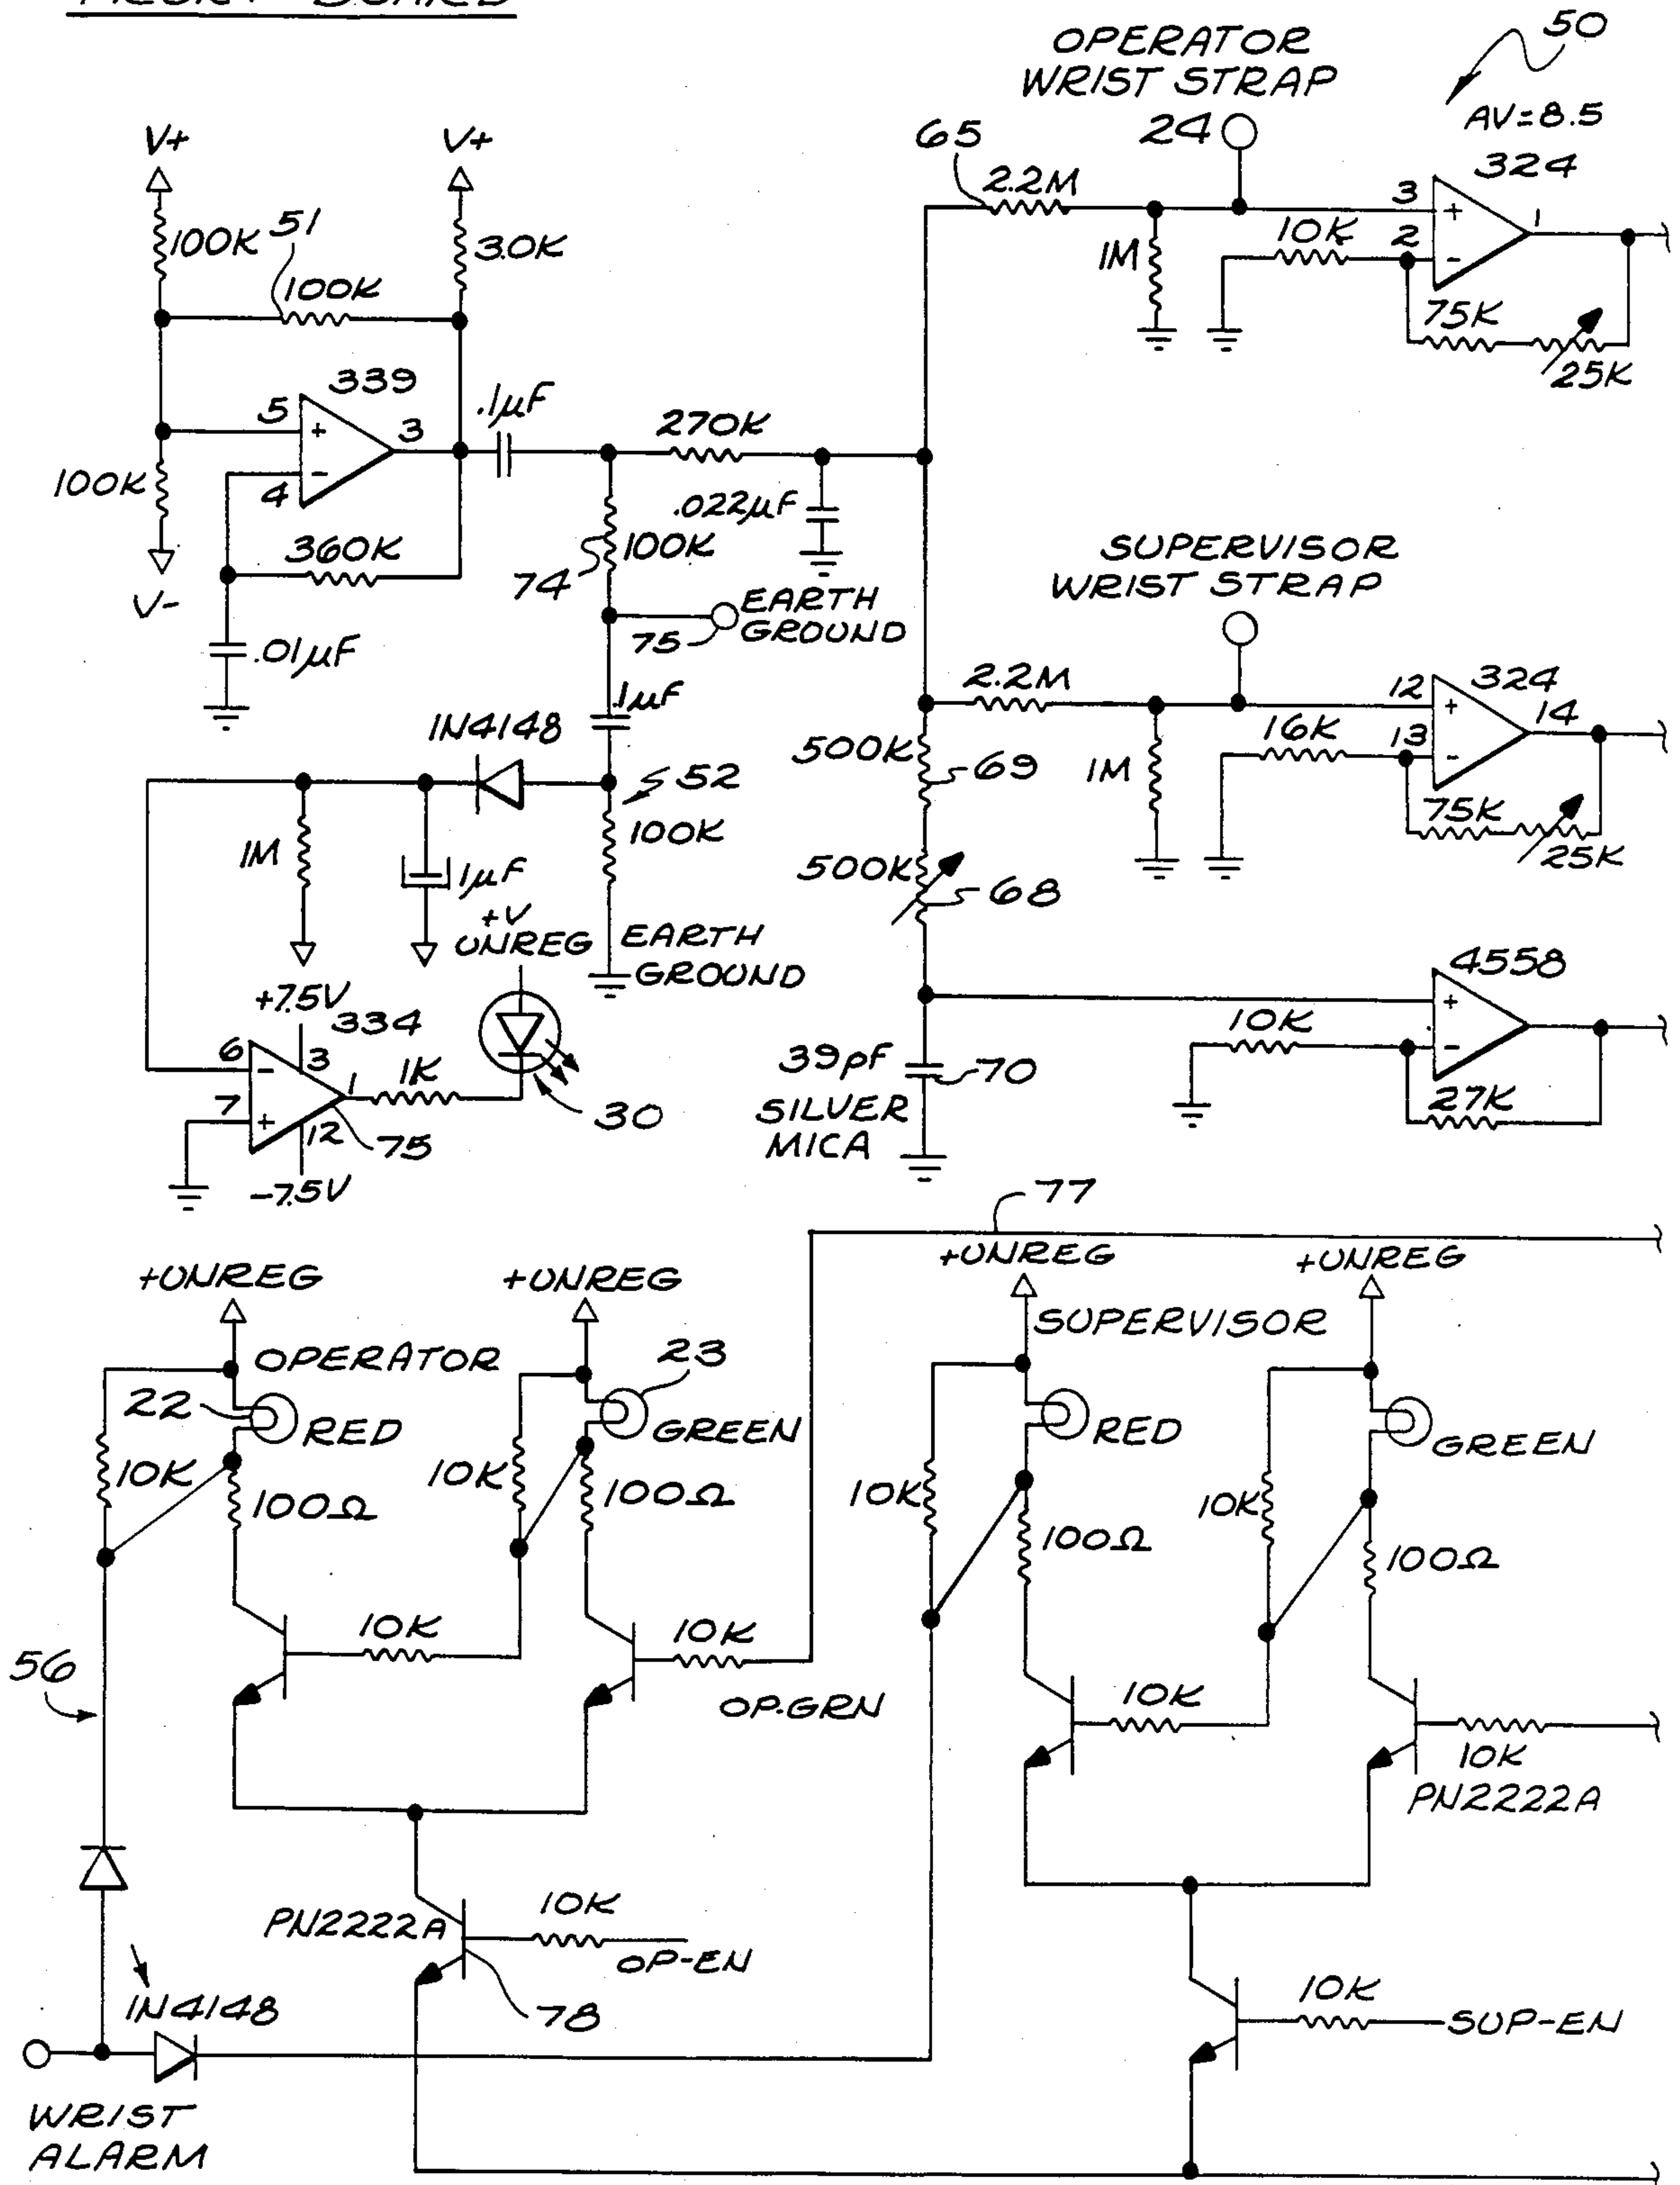 BOARD
OPERATOR
WRIST STRAP
24
50
AV=8.5
324
V+
V+
65
2.2M
3
1
100K
51
3.0K
1M
10K
2
100K
75K
25K
339
.1µF
5
3
270K
100K
4
.022µF
360K
100K
74
V-
SUPERVISOR
WRIST STRAP
EARTH
GROUND
75
.01µF
.1µF
2.2M
12
324
14
1N4148
16K
13
500K
69
1M
52
75K
25K
100K
1M
1µF
500K
68
+V
UNREG
EARTH
GROUND
4558
+7.5V
334
10K
6
3
1
1K
39pF
70
27K
7
30
SILVER
MICA
12
75
-7.5V
77
+UNREG
+UNREG
+UNREG
+UNREG
SUPERVISOR
OPERATOR
23
22
RED
GREEN
RED
GREEN
10K
10K
10K
10K
100Ω
100Ω
100Ω
100Ω
10K
10K
56
OP.GRN
10K
10K
PN2222A
PN2222A
10K
OP-EN
78
1N4148
10K
SUP-EN
WRIST
ALARM